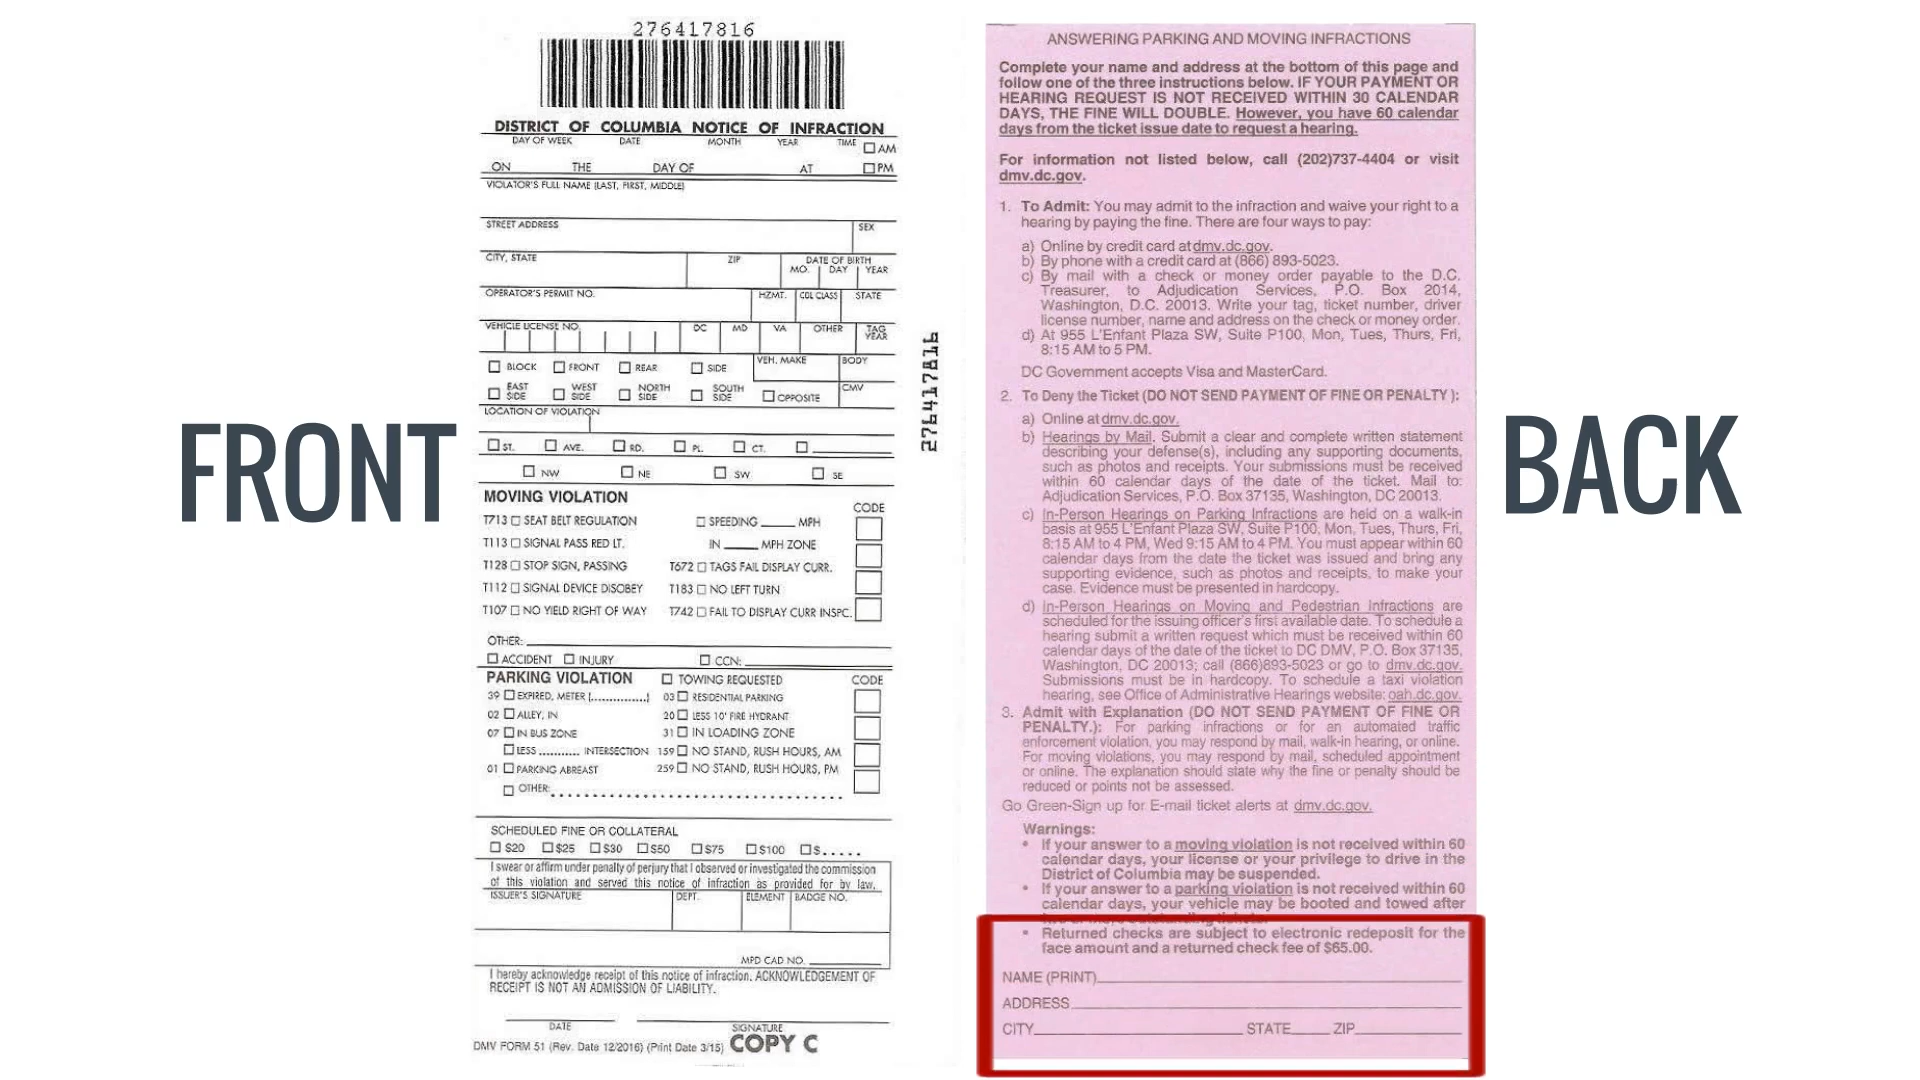 FRONT
276417816
DISTRICT OF COLUMBIA NOTICE OF INFRACTION
DAY OF WEEK DATE MONTH YEAR TIME ☐ AM
ON THE DAY OF AT ☐ PM
VIOLATOR'S FULL NAME (LAST, FIRST, MIDDLE)
STREET ADDRESS SEX
CITY, STATE ZIP DATE OF BIRTH
MO. DAY YEAR
OPERATOR'S PERMIT NO. HZMT. CDL CLASS STATE
VEHICLE LICENSE NO. DC MD VA OTHER TAG YEAR
☐ BLOCK ☐ FRONT ☐ REAR ☐ SIDE VEH. MAKE BODY
☐ EAST SIDE ☐ WEST SIDE ☐ NORTH SIDE ☐ SOUTH SIDE ☐ OPPOSITE CMV
LOCATION OF VIOLATION
☐ ST. ☐ AVE. ☐ RD. ☐ PL. ☐ CT. ☐
☐ NW ☐ NE ☐ SW ☐ SE
MOVING VIOLATION CODE
T713 ☐ SEAT BELT REGULATION ☐ SPEEDING ____ MPH
T113 ☐ SIGNAL PASS RED LT. IN ____ MPH ZONE
T128 ☐ STOP SIGN, PASSING T672 ☐ TAGS FAIL DISPLAY CURR.
T112 ☐ SIGNAL DEVICE DISOBEY T183 ☐ NO LEFT TURN
T107 ☐ NO YIELD RIGHT OF WAY T742 ☐ FAIL TO DISPLAY CURR INSPC.
OTHER:
☐ ACCIDENT ☐ INJURY ☐ CCN:
PARKING VIOLATION ☐ TOWING REQUESTED CODE
39 ☐ EXPIRED, METER (.............) 03 ☐ RESIDENTIAL PARKING
02 ☐ ALLEY, IN 20 ☐ LESS 10' FIRE HYDRANT
07 ☐ IN BUS ZONE 31 ☐ IN LOADING ZONE
☐ LESS .......... INTERSECTION 159 ☐ NO STAND, RUSH HOURS, AM
01 ☐ PARKING ABREAST 259 ☐ NO STAND, RUSH HOURS, PM
☐ OTHER:
SCHEDULED FINE OR COLLATERAL
☐ $20 ☐ $25 ☐ $30 ☐ $50 ☐ $75 ☐ $100 ☐ $.....
I swear or affirm under penalty of perjury that I observed or investigated the commission
of this violation and served this notice of infraction as provided for by law.
ISSUER'S SIGNATURE DEPT. ELEMENT BADGE NO.
MPD CAD NO.
I hereby acknowledge receipt of this notice of infraction. ACKNOWLEDGEMENT OF
RECEIPT IS NOT AN ADMISSION OF LIABILITY.
DATE SIGNATURE
DMV FORM 51 (Rev. Date 12/2016) (Print Date 3/15) COPY C
276417816
ANSWERING PARKING AND MOVING INFRACTIONS
Complete your name and address at the bottom of this page and
follow one of the three instructions below. IF YOUR PAYMENT OR
HEARING REQUEST IS NOT RECEIVED WITHIN 30 CALENDAR
DAYS, THE FINE WILL DOUBLE. However, you have 60 calendar
days from the ticket issue date to request a hearing.
For information not listed below, call (202)737-4404 or visit
dmv.dc.gov.
1. To Admit: You may admit to the infraction and waive your right to a
hearing by paying the fine. There are four ways to pay:
a) Online by credit card at dmv.dc.gov.
b) By phone with a credit card at (866) 893-5023.
c) By mail with a check or money order payable to the D.C.
Treasurer, to Adjudication Services, P.O. Box 2014,
Washington, D.C. 20013. Write your tag, ticket number, driver
license number, name and address on the check or money order.
d) At 955 L'Enfant Plaza SW, Suite P100, Mon, Tues, Thurs, Fri,
8:15 AM to 5 PM.
DC Government accepts Visa and MasterCard.
2. To Deny the Ticket (DO NOT SEND PAYMENT OF FINE OR PENALTY ):
a) Online at dmv.dc.gov.
b) Hearings by Mail. Submit a clear and complete written statement
describing your defense(s), including any supporting documents,
such as photos and receipts. Your submissions must be received
within 60 calendar days of the date of the ticket. Mail to:
Adjudication Services, P.O. Box 37135, Washington, DC 20013.
c) In-Person Hearings on Parking Infractions are held on a walk-in
basis at 955 L'Enfant Plaza SW, Suite P100, Mon, Tues, Thurs, Fri,
8:15 AM to 4 PM, Wed 9:15 AM to 4 PM. You must appear within 60
calendar days from the date the ticket was issued and bring any
supporting evidence, such as photos and receipts, to make your
case. Evidence must be presented in hardcopy.
d) In-Person Hearings on Moving and Pedestrian Infractions are
scheduled for the issuing officer's first available date. To schedule a
hearing submit a written request which must be received within 60
calendar days of the date of the ticket to DC DMV, P.O. Box 37135,
Washington, DC 20013; call (866)893-5023 or go to dmv.dc.gov.
Submissions must be in hardcopy. To schedule a taxi violation
hearing, see Office of Administrative Hearings website: oah.dc.gov.
3. Admit with Explanation (DO NOT SEND PAYMENT OF FINE OR
PENALTY.): For parking infractions or for an automated traffic
enforcement violation, you may respond by mail, walk-in hearing, or online.
For moving violations, you may respond by mail, scheduled appointment
or online. The explanation should state why the fine or penalty should be
reduced or points not be assessed.
Go Green-Sign up for E-mail ticket alerts at dmv.dc.gov.
Warnings:
• If your answer to a moving violation is not received within 60
calendar days, your license or your privilege to drive in the
District of Columbia may be suspended.
• If your answer to a parking violation is not received within 60
calendar days, your vehicle may be booted and towed after
two or more outstanding tickets.
• Returned checks are subject to electronic redeposit for the
face amount and a returned check fee of $65.00.
NAME (PRINT)
ADDRESS
CITY STATE ZIP
BACK